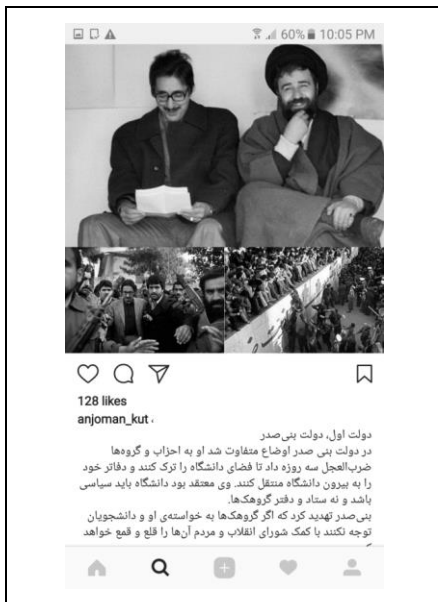 60% 10:05 PM
128 likes
anjoman_kut .
دولت اول، دولت بنی‌صدر
در دولت بنی صدر اوضاع متفاوت شد او به احزاب و گروه‌ها
ضرب‌العجل سه روزه داد تا فضای دانشگاه را ترک کنند و دفاتر خود
را به بیرون دانشگاه منتقل کنند. وی معتقد بود دانشگاه باید سیاسی
باشد و نه ستاد و دفتر گروهک‌ها.
بنی‌صدر تهدید کرد که اگر گروهک‌ها به خواسته‌ی او و دانشجویان
توجه نکنند با کمک شورای انقلاب و مردم آن‌ها را قلع و قمع خواهد